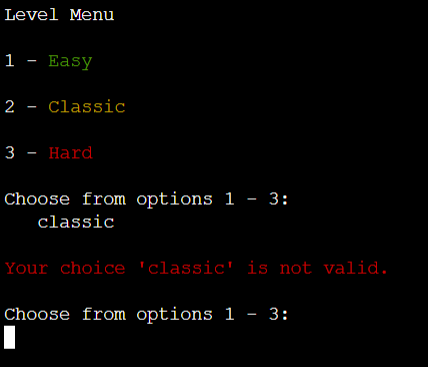 Level Menu
1 - Easy
2 - Classic
3 - Hard
Choose from options 1 - 3:
classic
Your choice 'classic' is not valid.
Choose from options 1 - 3: